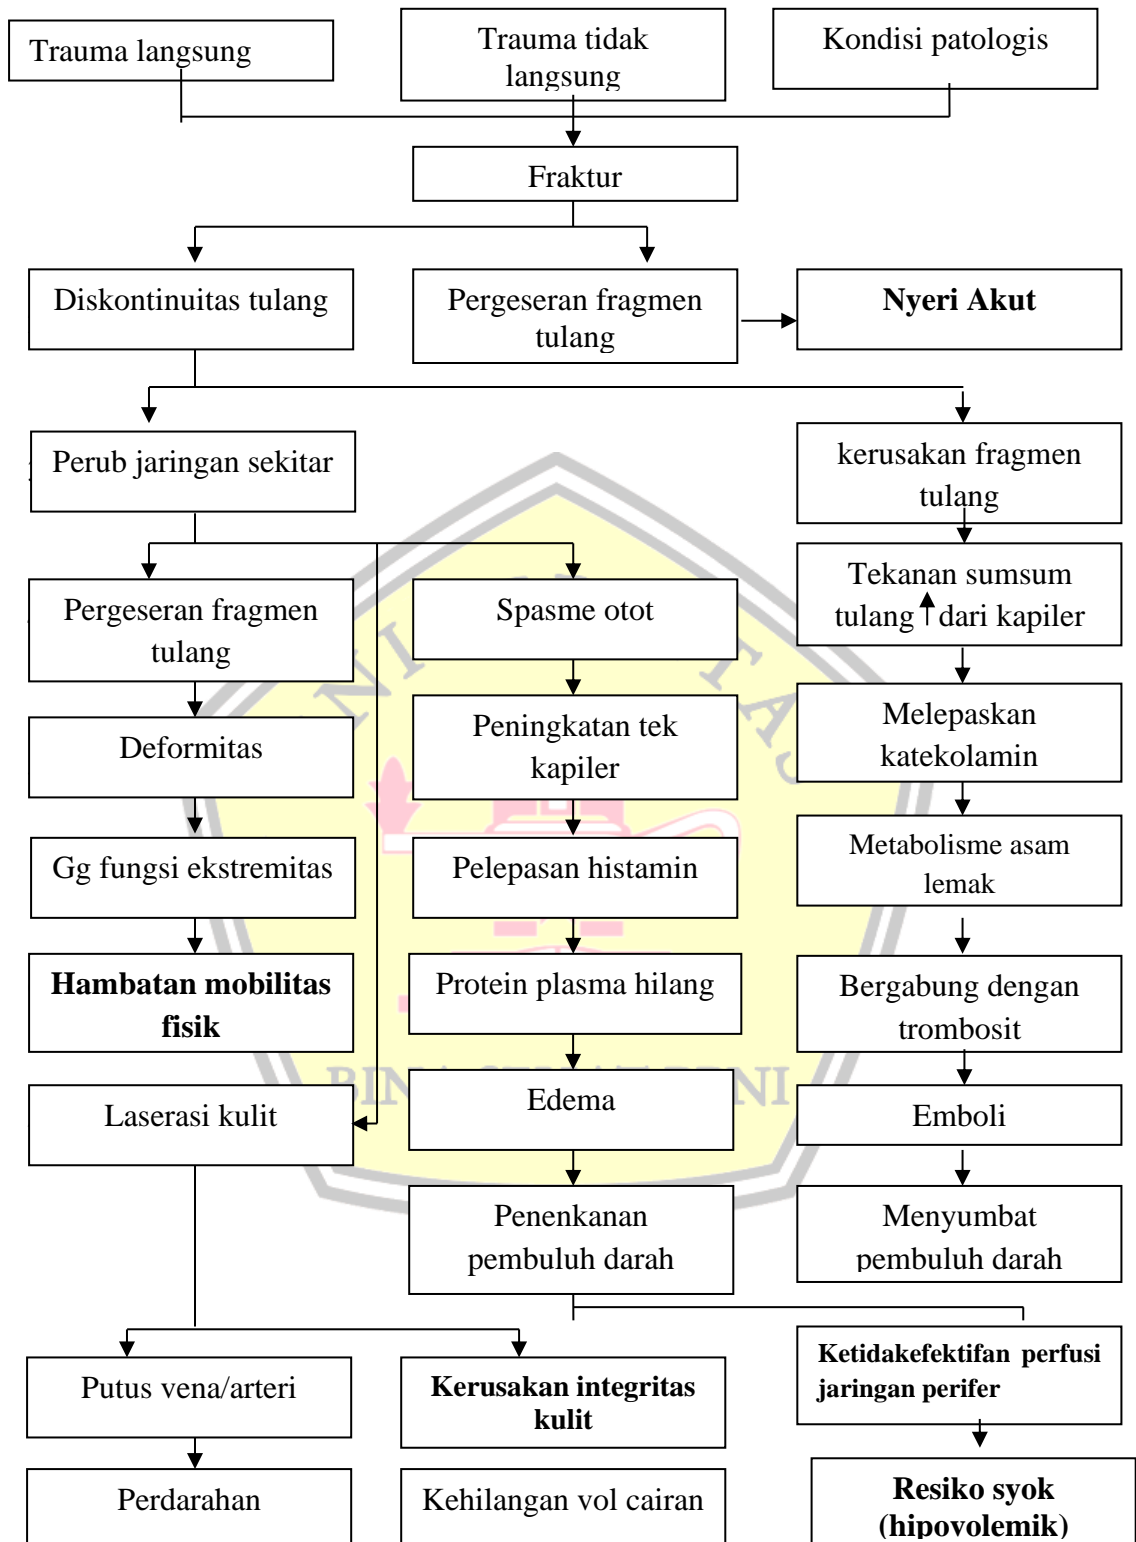 Trauma langsung
Trauma tidak
langsung
Kondisi patologis
Fraktur
Diskontinuitas tulang
Pergeseran fragmen
tulang
Nyeri Akut
Perub jaringan sekitar
kerusakan fragmen
tulang
Pergeseran fragmen
tulang
Spasme otot
Tekanan sumsum
tulang ↑ dari kapiler
Deformitas
Peningkatan tek
kapiler
Melepaskan
katekolamin
Gg fungsi ekstremitas
Pelepasan histamin
Metabolisme asam
lemak
Hambatan mobilitas
fisik
Protein plasma hilang
Bergabung dengan
trombosit
Laserasi kulit
Edema
Emboli
Penenkanan
pembuluh darah
Menyumbat
pembuluh darah
Putus vena/arteri
Kerusakan integritas
kulit
Ketidakefektifan perfusi
jaringan perifer
Perdarahan
Kehilangan vol cairan
Resiko syok
(hipovolemik)